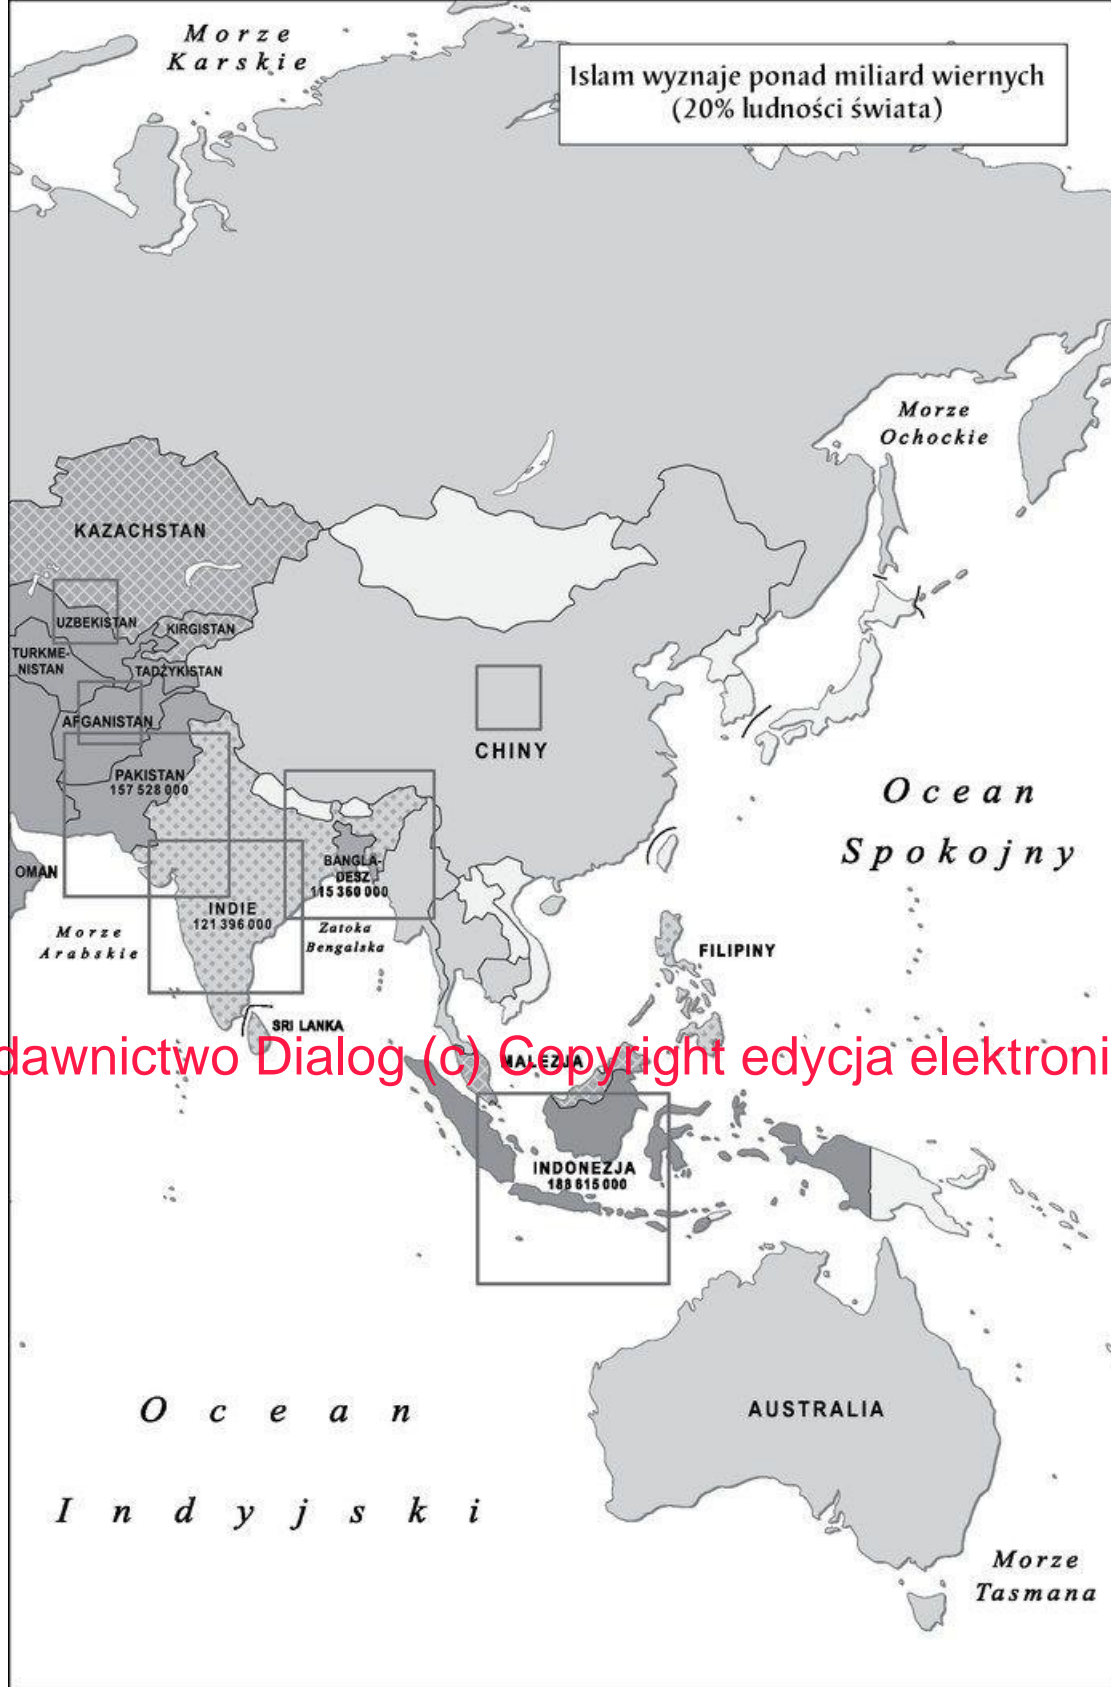 Morze
Karskie
Islam wyznaje ponad miliard wiernych
(20% ludności świata)
Morze
Ochockie
KAZACHSTAN
UZBEKISTAN
KIRGISTAN
TURKME-
NISTAN
TADŻYKISTAN
AFGANISTAN
CHINY
PAKISTAN
157 528 000
Ocean
Spokojny
OMAN
BANGLA-
DESZ
115 360 000
INDIE
121 396 000
Morze
Arabskie
Zatoka
Bengalska
FILIPINY
SRI LANKA
dawnictwo Dialog (c) Copyright edycja elektroni
MALEZJA
INDONEZJA
188 615 000
AUSTRALIA
Ocean
Indyjski
Morze
Tasmana